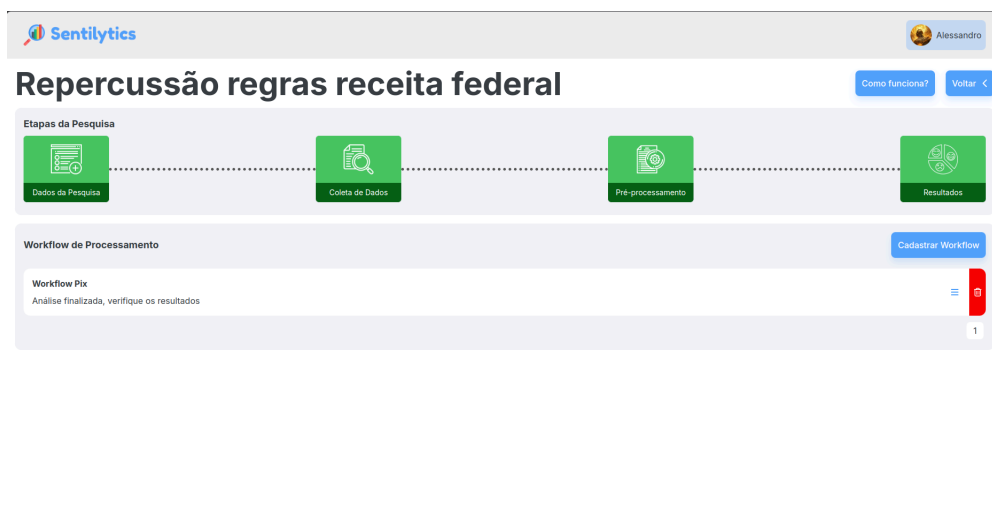 Sentilytics
Alessandro
Repercussão regras receita federal
Como funciona?
Voltar
Etapas da Pesquisa
Dados da Pesquisa
Coleta de Dados
Pré-processamento
Resultados
Workflow de Processamento
Cadastrar Workflow
Workflow Pix
Análise finalizada, verifique os resultados
1